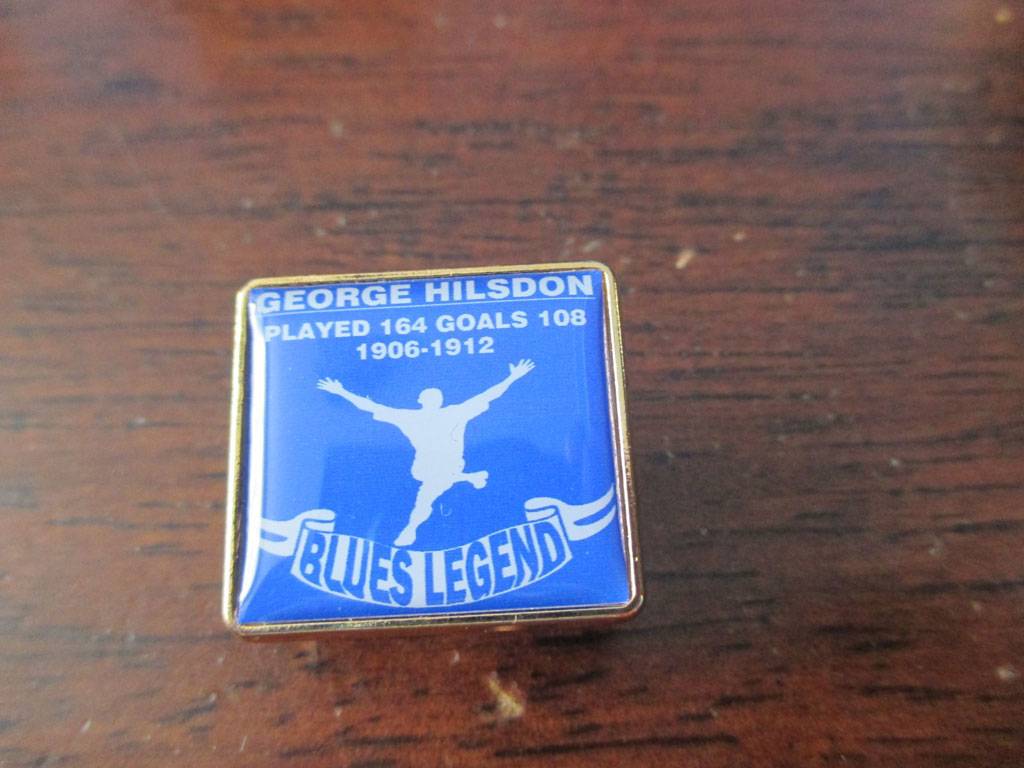 GEORGE HILSDON
PLAYED 164 GOALS 108
1906-1912
BLUES LEGEND